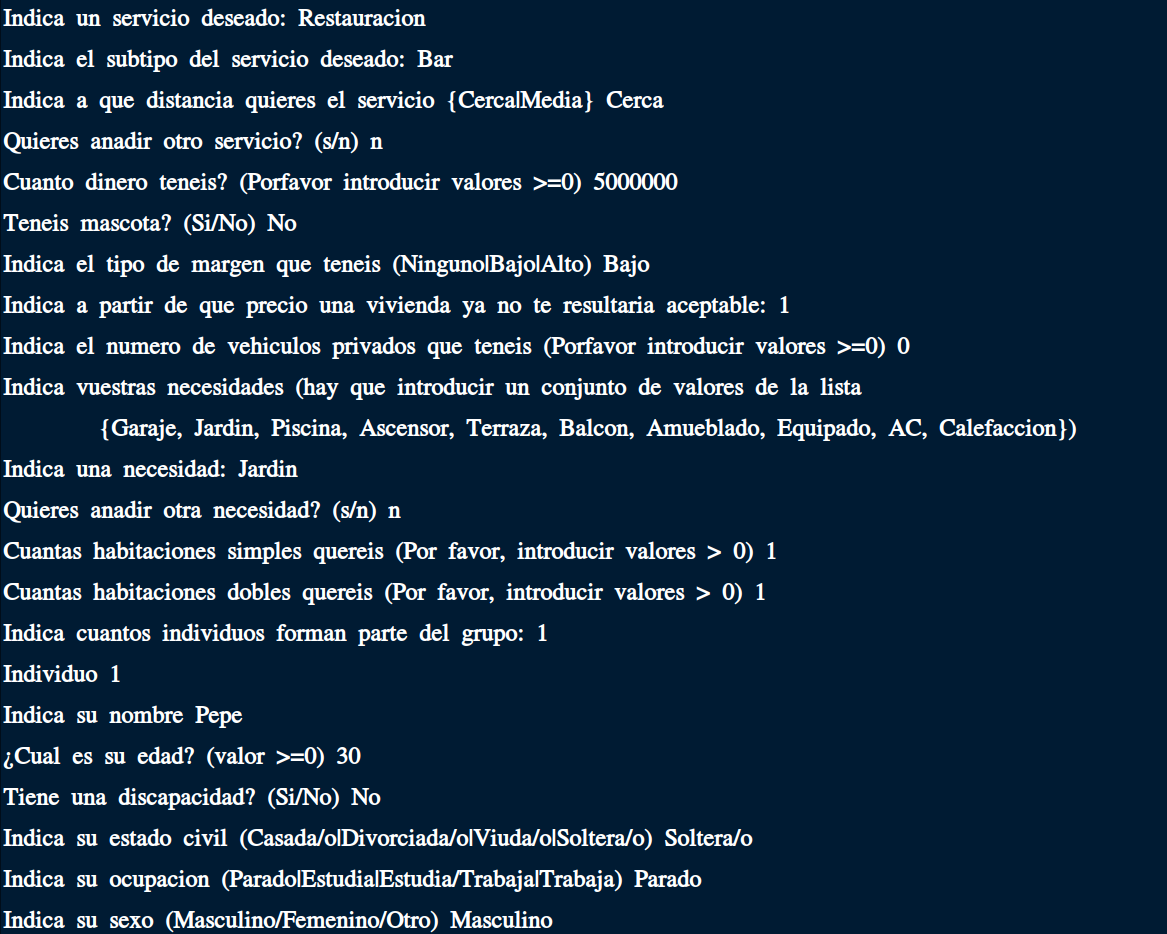 Indica un servicio deseado: Restauracion
Indica el subtipo del servicio deseado: Bar
Indica a que distancia quieres el servicio {Cerca|Media} Cerca
Quieres anadir otro servicio? (s/n) n
Cuanto dinero teneis? (Porfavor introducir valores >=0) 5000000
Teneis mascota? (Si/No) No
Indica el tipo de margen que teneis (Ninguno|Bajo|Alto) Bajo
Indica a partir de que precio una vivienda ya no te resultaria aceptable: 1
Indica el numero de vehiculos privados que teneis (Porfavor introducir valores >=0) 0
Indica vuestras necesidades (hay que introducir un conjunto de valores de la lista
{Garaje, Jardin, Piscina, Ascensor, Terraza, Balcon, Amueblado, Equipado, AC, Calefaccion})
Indica una necesidad: Jardin
Quieres anadir otra necesidad? (s/n) n
Cuantas habitaciones simples quereis (Por favor, introducir valores > 0) 1
Cuantas habitaciones dobles quereis (Por favor, introducir valores > 0) 1
Indica cuantos individuos forman parte del grupo: 1
Individuo 1
Indica su nombre Pepe
¿Cual es su edad? (valor >=0) 30
Tiene una discapacidad? (Si/No) No
Indica su estado civil (Casada/o|Divorciada/o|Viuda/o|Soltera/o) Soltera/o
Indica su ocupacion (Parado|Estudia|Estudia/Trabaja|Trabaja) Parado
Indica su sexo (Masculino/Femenino/Otro) Masculino